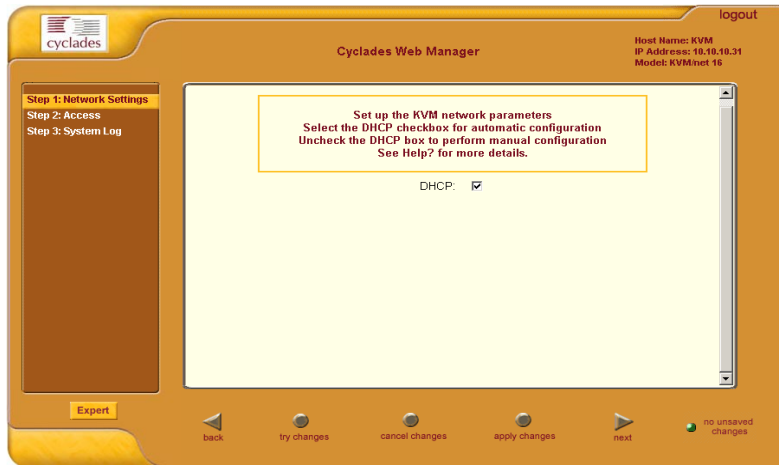 logout
cyclades
Cyclades Web Manager
Host Name: KVM
IP Address: 10.10.10.31
Model: KVM/net 16
Step 1: Network Settings
Step 2: Access
Step 3: System Log
Set up the KVM network parameters
Select the DHCP checkbox for automatic configuration
Uncheck the DHCP box to perform manual configuration
See Help? for more details.
DHCP:
Expert
back
try changes
cancel changes
apply changes
next
no unsaved
changes